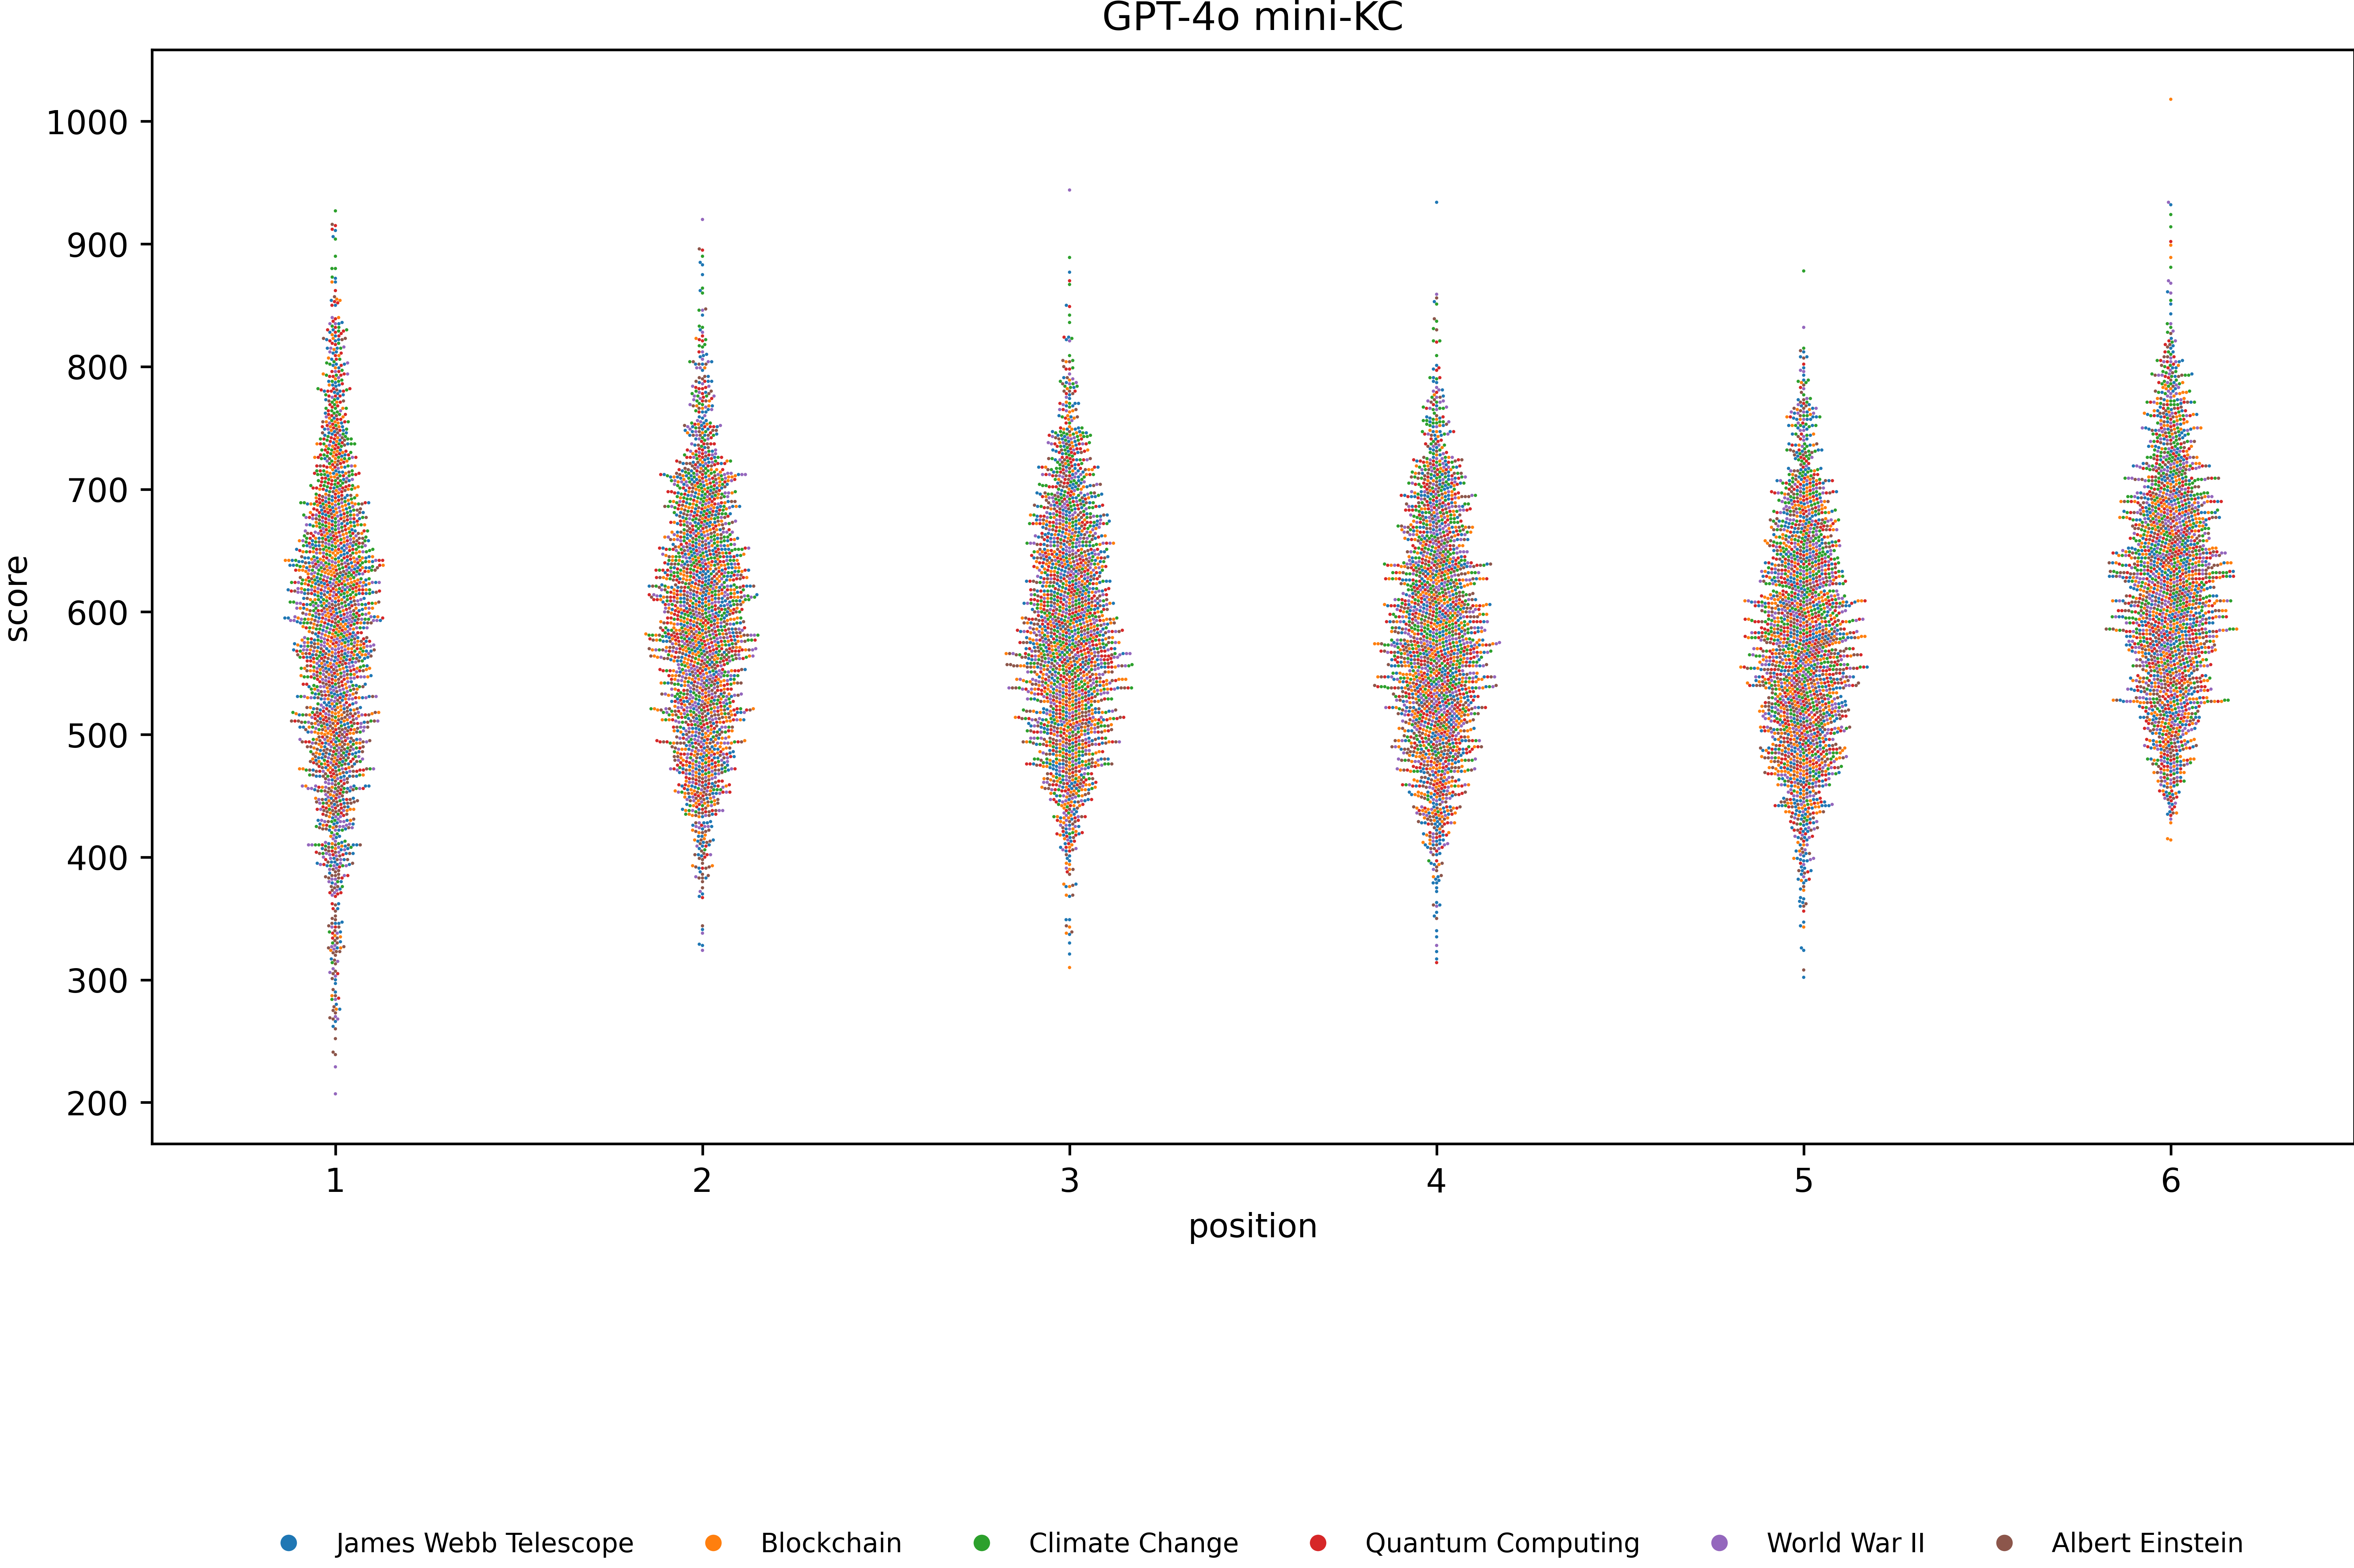 GPT-4o mini-KC
score
1000
900
800
700
600
500
400
300
200
1 2 3 4 5 6
position
James Webb Telescope Blockchain Climate Change Quantum Computing World War II Albert Einstein